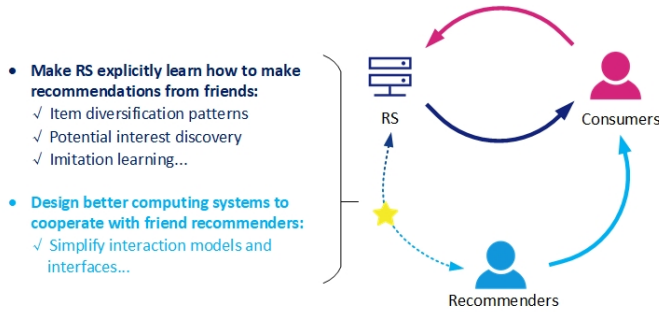 • Make RS explicitly learn how to make
recommendations from friends:
√ Item diversification patterns
√ Potential interest discovery
√ Imitation learning...
• Design better computing systems to
cooperate with friend recommenders:
√ Simplify interaction models and
interfaces...
RS
Consumers
Recommenders